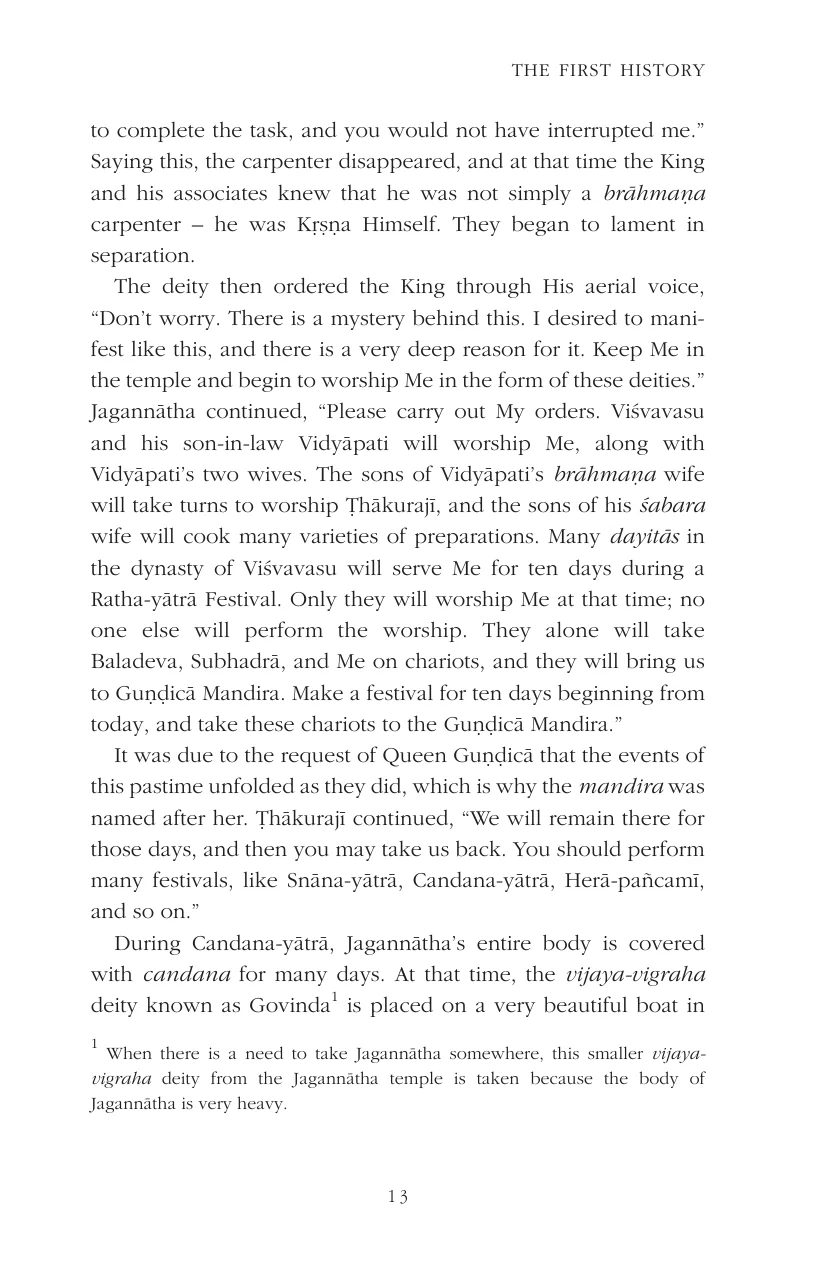 THE FIRST HISTORY
to complete the task, and you would not have interrupted me.”
Saying this, the carpenter disappeared, and at that time the King
and his associates knew that he was not simply a brāhmaṇa
carpenter – he was Kṛṣṇa Himself. They began to lament in
separation.
The deity then ordered the King through His aerial voice,
“Don’t worry. There is a mystery behind this. I desired to mani-
fest like this, and there is a very deep reason for it. Keep Me in
the temple and begin to worship Me in the form of these deities.”
Jagannātha continued, “Please carry out My orders. Viśvavasu
and his son-in-law Vidyāpati will worship Me, along with
Vidyāpati’s two wives. The sons of Vidyāpati’s brāhmaṇa wife
will take turns to worship Ṭhākurajī, and the sons of his śabara
wife will cook many varieties of preparations. Many dayitās in
the dynasty of Viśvavasu will serve Me for ten days during a
Ratha-yātrā Festival. Only they will worship Me at that time; no
one else will perform the worship. They alone will take
Baladeva, Subhadrā, and Me on chariots, and they will bring us
to Guṇḍicā Mandira. Make a festival for ten days beginning from
today, and take these chariots to the Guṇḍicā Mandira.”
It was due to the request of Queen Guṇḍicā that the events of
this pastime unfolded as they did, which is why the mandira was
named after her. Ṭhākurajī continued, “We will remain there for
those days, and then you may take us back. You should perform
many festivals, like Snāna-yātrā, Candana-yātrā, Herā-pañcamī,
and so on.”
During Candana-yātrā, Jagannātha’s entire body is covered
with candana for many days. At that time, the vijaya-vigraha
deity known as Govinda1 is placed on a very beautiful boat in
1 When there is a need to take Jagannātha somewhere, this smaller vijaya-
vigraha deity from the Jagannātha temple is taken because the body of
Jagannātha is very heavy.
13